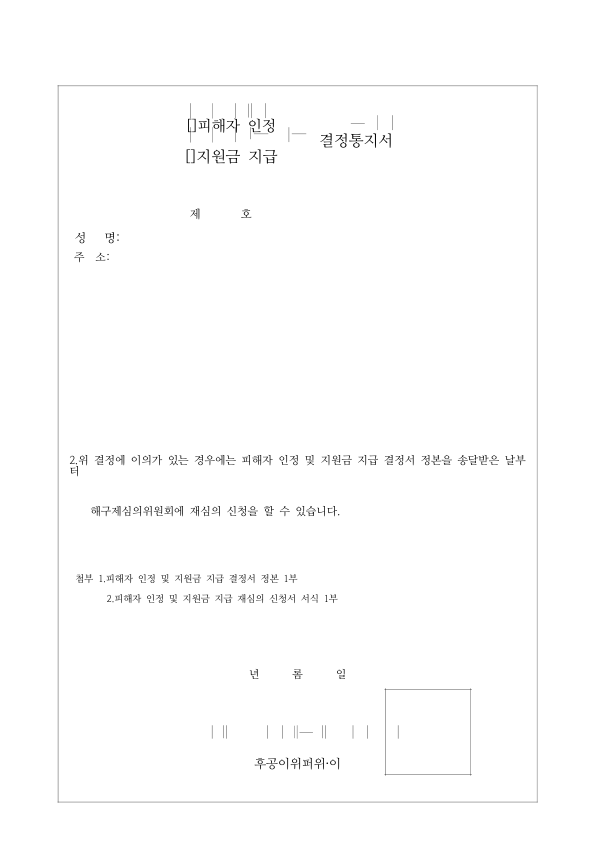 []피해자 인정
결정통지서
[]지원금 지급
제 호
성 명:
주 소:
2.위 결정에 이의가 있는 경우에는 피해자 인정 및 지원금 지급 결정서 정본을 송달받은 날부
터
해구제심의위원회에 재심의 신청을 할 수 있습니다.
첨부 1.피해자 인정 및 지원금 지급 결정서 정본 1부
2.피해자 인정 및 지원금 지급 재심의 신청서 서식 1부
년 롬 일
후공이위퍼위·이